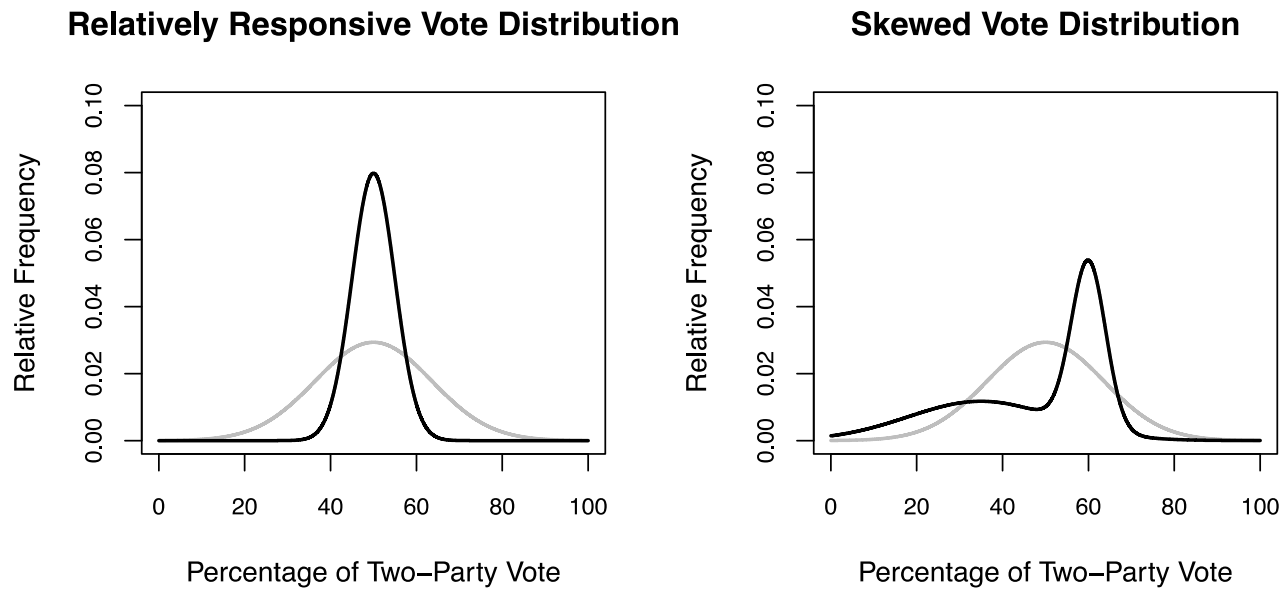 Relatively Responsive Vote Distribution
Relative Frequency
0.10
0.08
0.06
0.04
0.02
0.00
0 20 40 60 80 100
Percentage of Two−Party Vote
Skewed Vote Distribution
Relative Frequency
0.10
0.08
0.06
0.04
0.02
0.00
0 20 40 60 80 100
Percentage of Two−Party Vote